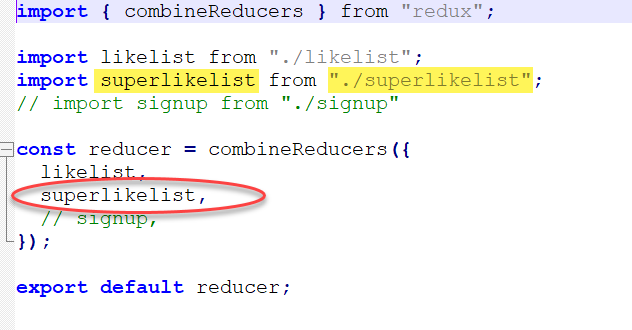 import { combineReducers } from "redux";
import likelist from "./likelist";
import superlikelist from "./superlikelist";
// import signup from "./signup"
const reducer = combineReducers({
likelist,
superlikelist,
// signup,
});
export default reducer;